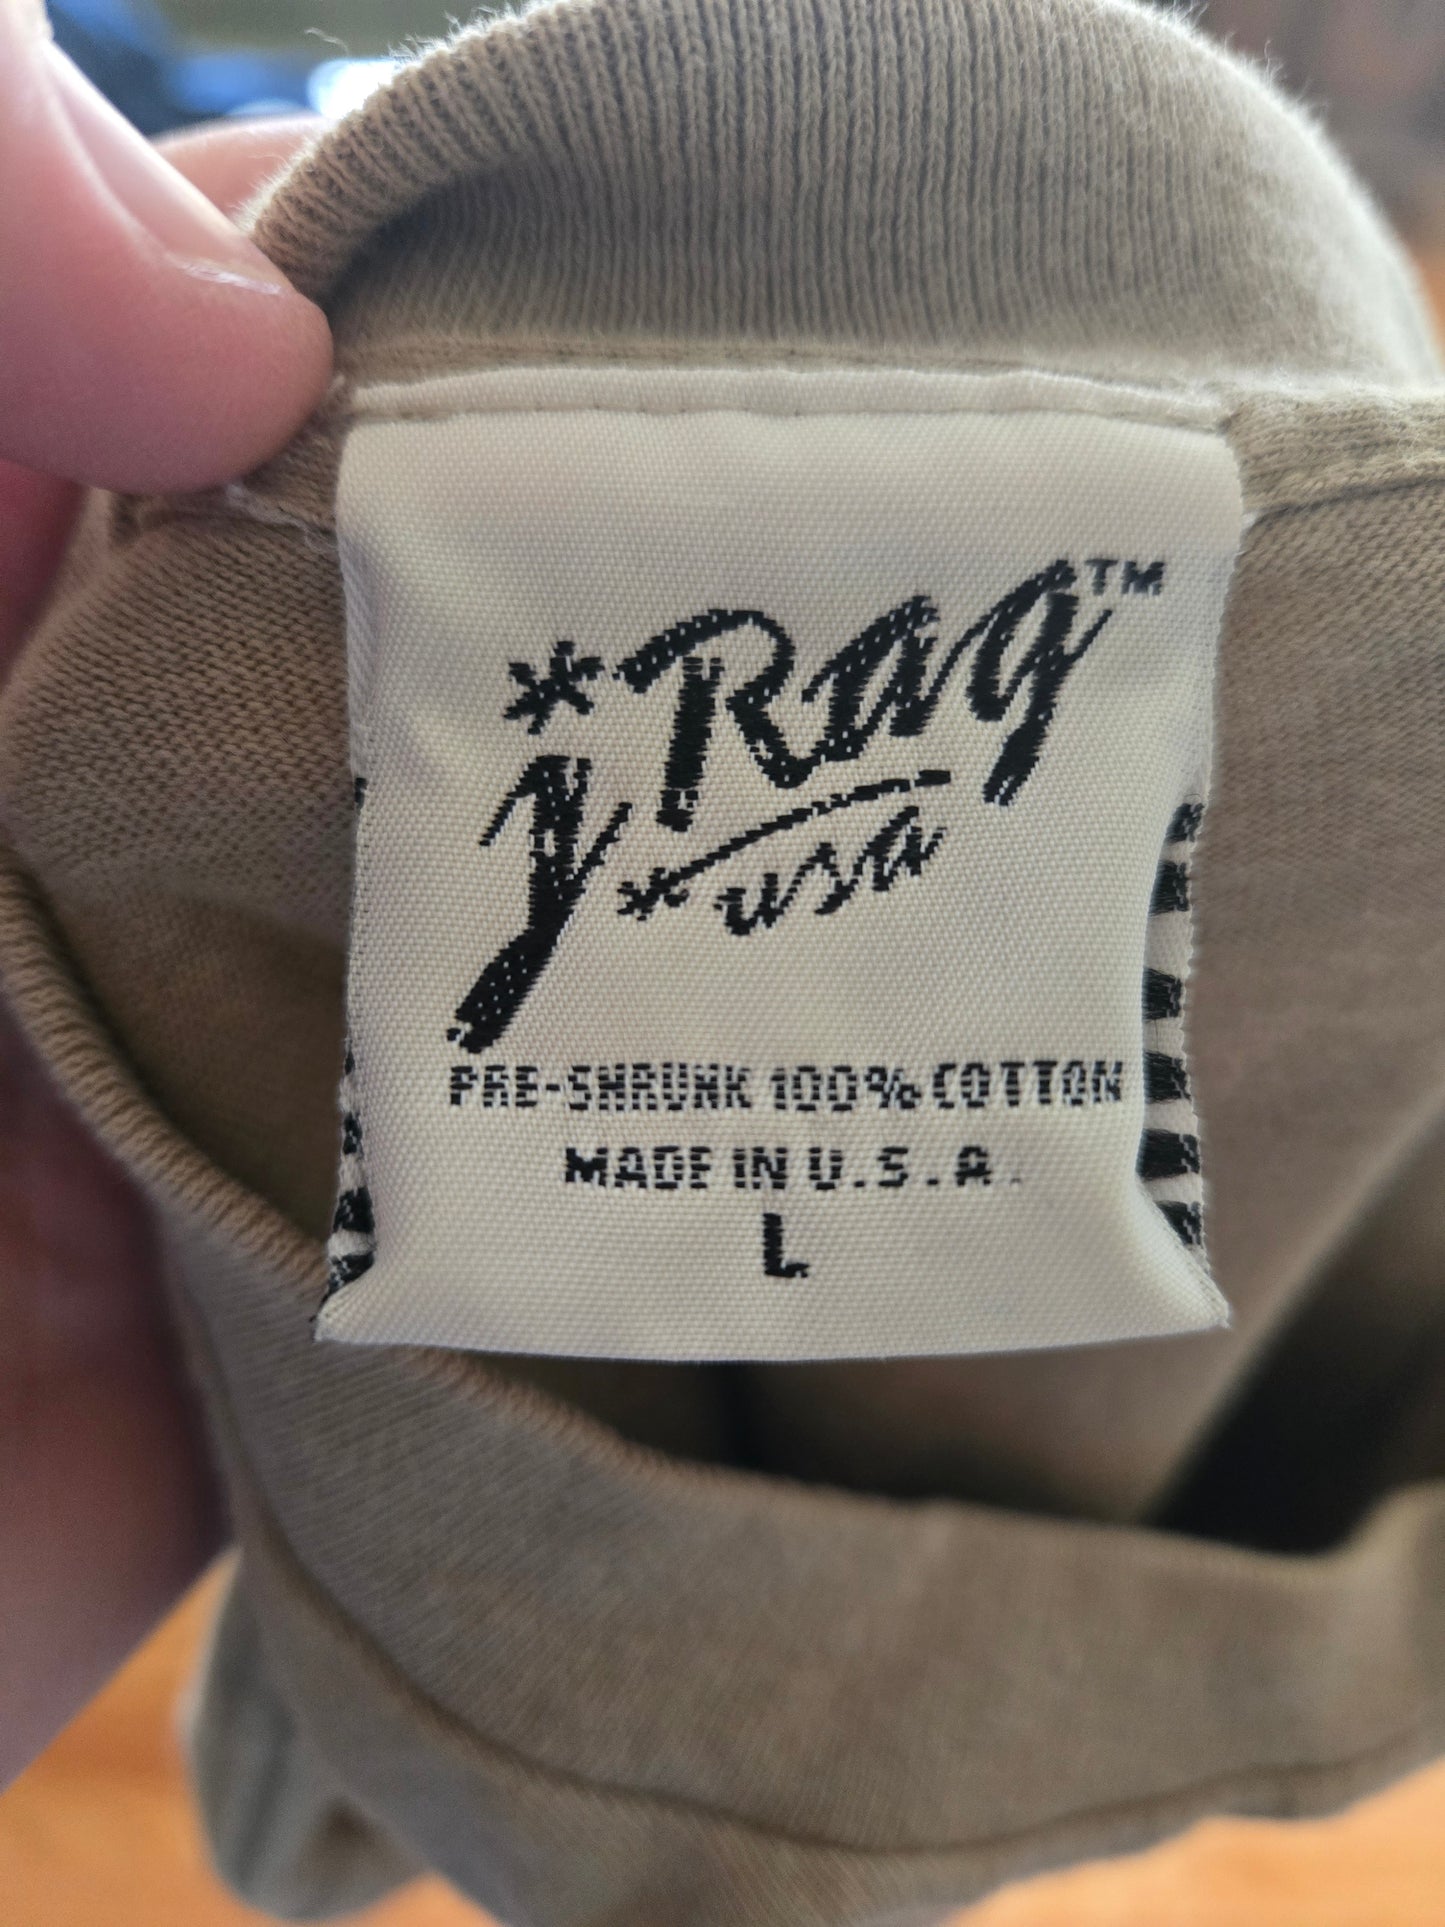 *Rag™
y
*usa
PRE-SHRUNK 100% COTTON
MADE IN U.S.A.
L